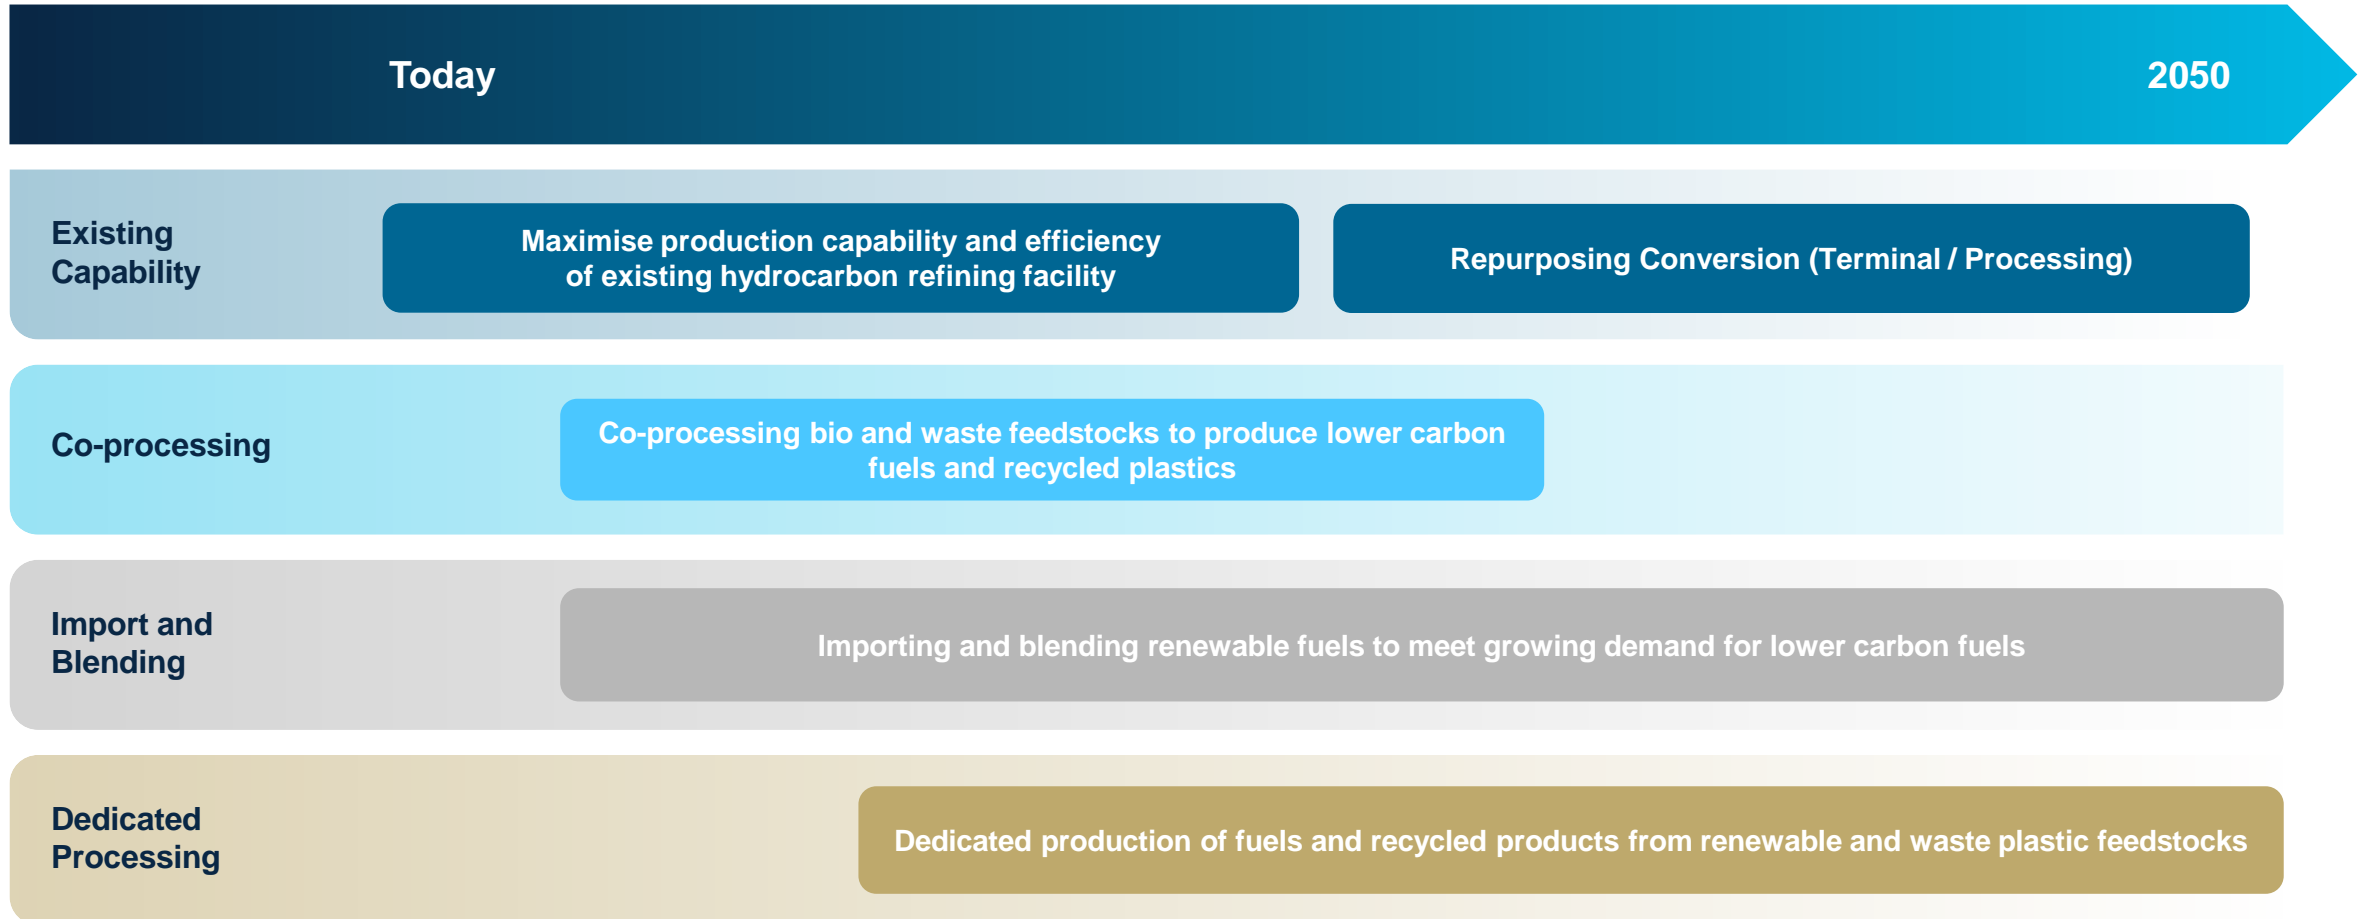 Today
2050
Existing
Capability
Maximise production capability and efficiency
of existing hydrocarbon refining facility
Repurposing Conversion (Terminal / Processing)
Co-processing
Co-processing bio and waste feedstocks to produce lower carbon
fuels and recycled plastics
Import and
Blending
Importing and blending renewable fuels to meet growing demand for lower carbon fuels
Dedicated
Processing
Dedicated production of fuels and recycled products from renewable and waste plastic feedstocks